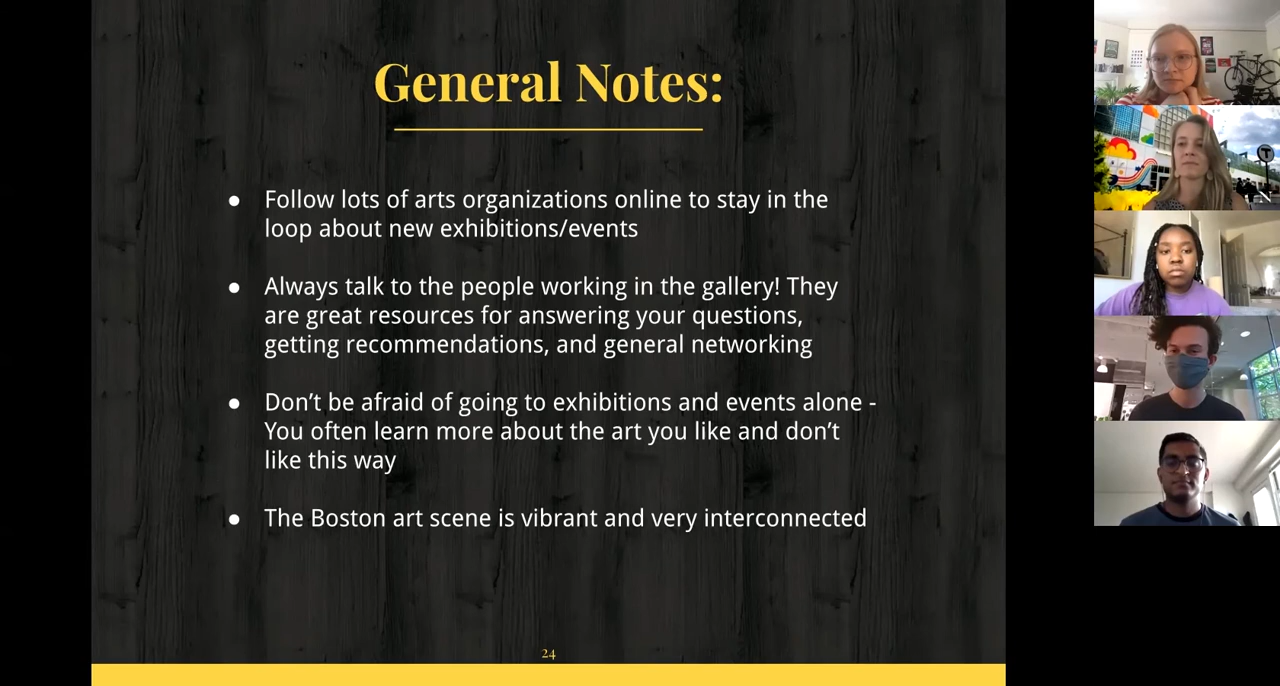 General Notes:
● Follow lots of arts organizations online to stay in the
loop about new exhibitions/events
● Always talk to the people working in the gallery! They
are great resources for answering your questions,
getting recommendations, and general networking
● Don’t be afraid of going to exhibitions and events alone -
You often learn more about the art you like and don’t
like this way
● The Boston art scene is vibrant and very interconnected
24
T